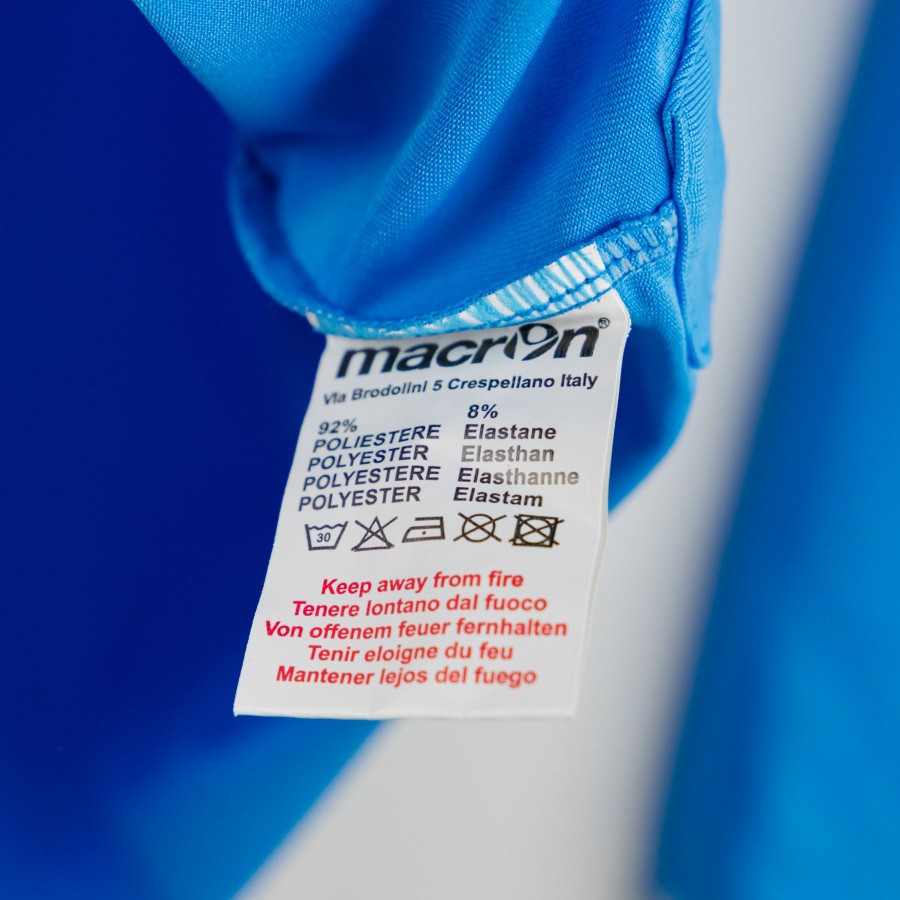 macron®
Via Brodolini 5 Crespellano Italy
92% 8%
POLIESTERE Elastane
POLYESTER Elasthan
POLYESTERE Elasthanne
POLYESTER Elastam
30
Keep away from fire
Tenere lontano dal fuoco
Von offenem feuer fernhalten
Tenir eloigne du feu
Mantener lejos del fuego